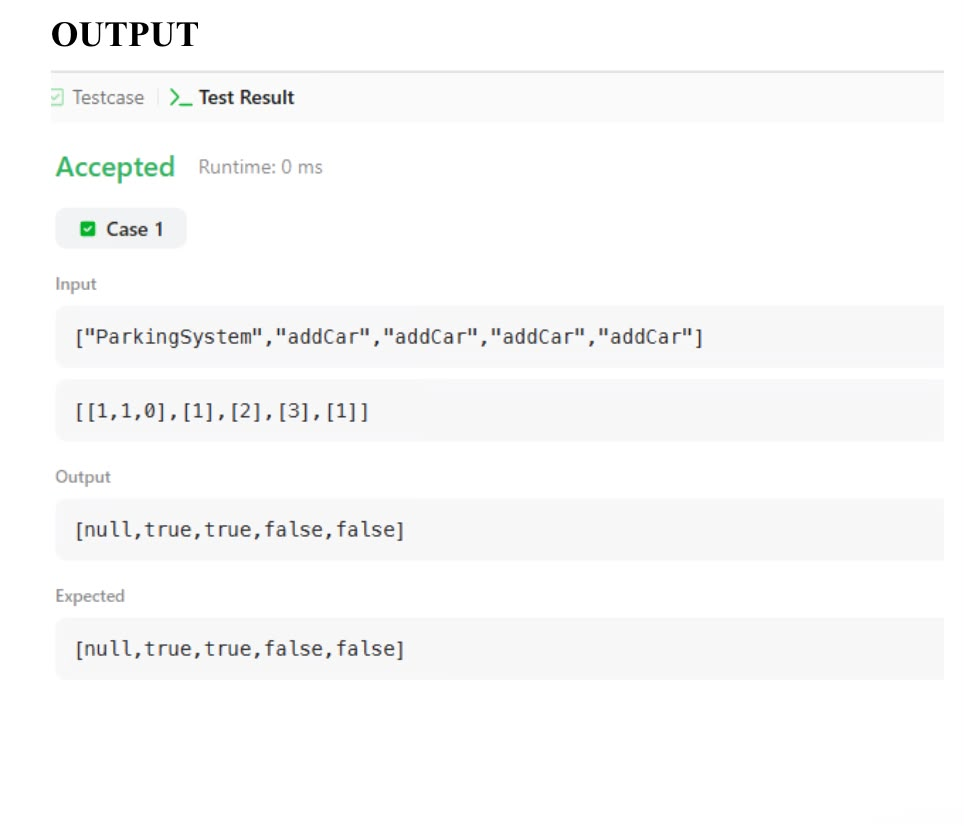 OUTPUT
Testcase Test Result
Accepted Runtime: 0 ms
Case 1
Input
["ParkingSystem","addCar","addCar","addCar","addCar"]
[[1,1,0],[1],[2],[3],[1]]
Output
[null,true,true,false,false]
Expected
[null,true,true,false,false]